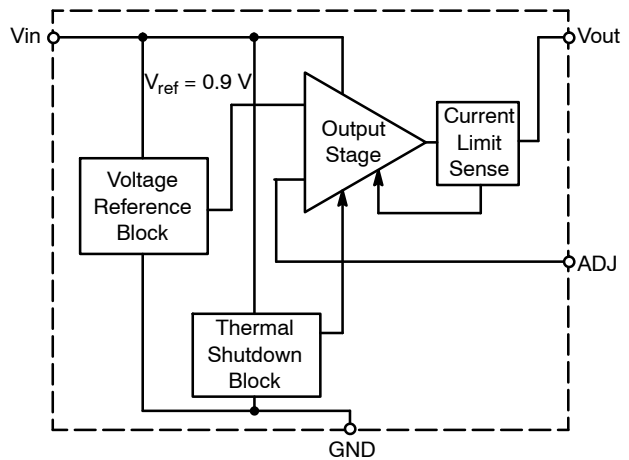 Vin
Vout
Vref = 0.9 V
Output
Stage
Current
Limit
Sense
Voltage
Reference
Block
ADJ
Thermal
Shutdown
Block
GND